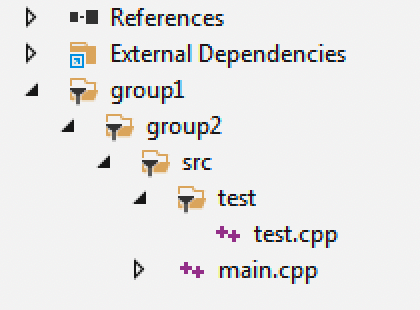 References
External Dependencies
group1
group2
src
test
test.cpp
main.cpp